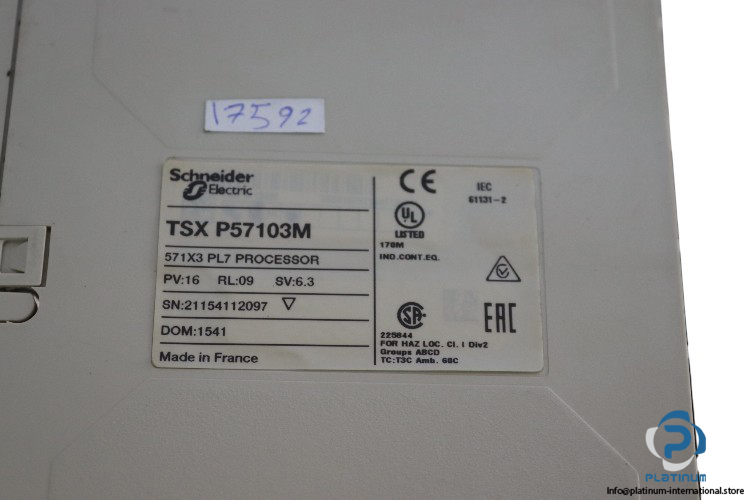 17592
Schneider
Electric
TSX P57103M
571X3 PL7 PROCESSOR
PV:16 RL:09 SV:6.3
SN:21154112097
DOM:1541
Made in France
CE
IEC
61131-2
UL
LISTED
178M
IND.CONT.EQ.
SA
EAC
225844
FOR HAZ LOC. Cl. I Div2
Groups ABCD
TC:T3C Amb. 60C
PLATINUM
Info@platinum-international.store